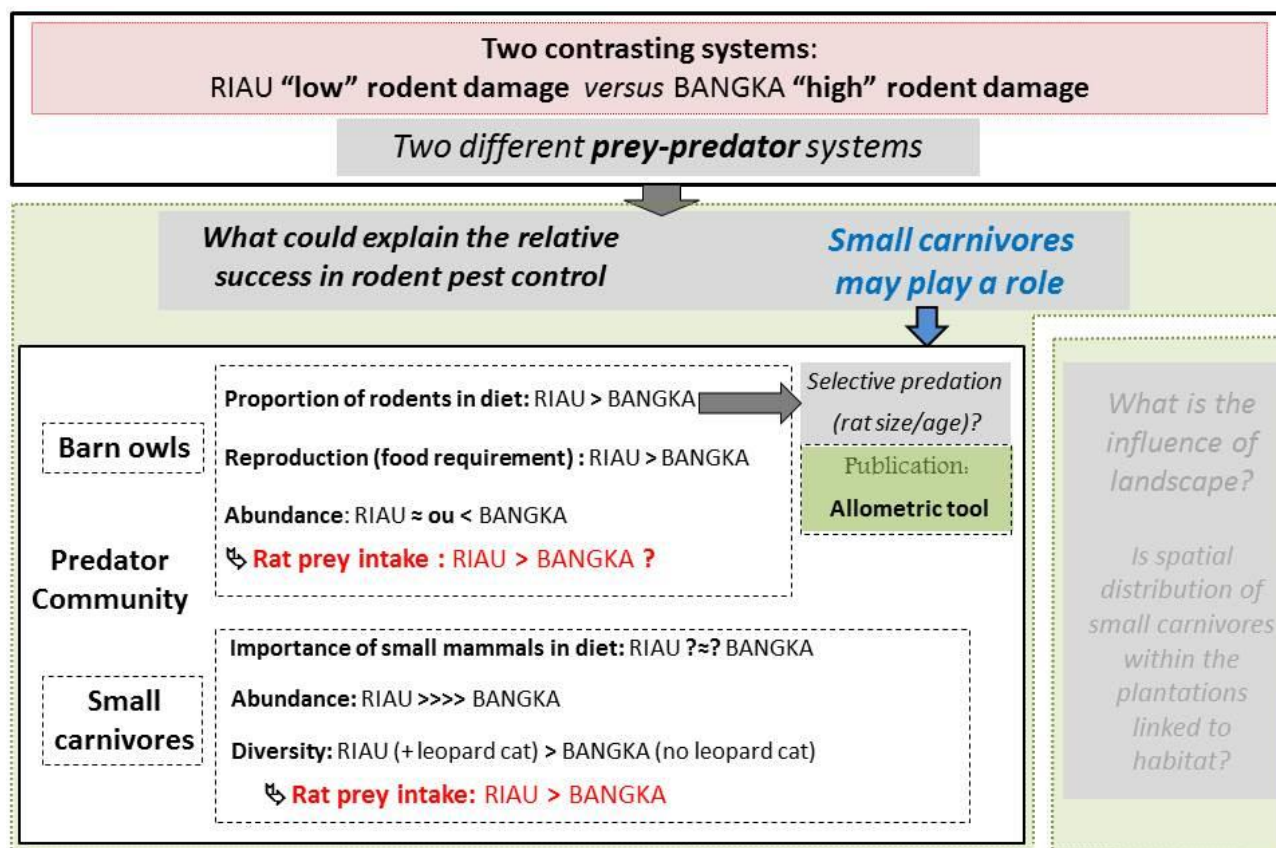 Two contrasting systems:
RIAU “low” rodent damage versus BANGKA “high” rodent damage
Two different prey-predator systems
What could explain the relative
success in rodent pest control
Small carnivores
may play a role
Barn owls
Proportion of rodents in diet: RIAU > BANGKA
Reproduction (food requirement) : RIAU > BANGKA
Abundance: RIAU ≈ ou < BANGKA
↳ Rat prey intake : RIAU > BANGKA ?
Selective predation
(rat size/age)?
Publication:
Allometric tool
Predator
Community
Small
carnivores
Importance of small mammals in diet: RIAU ?≈? BANGKA
Abundance: RIAU >>>> BANGKA
Diversity: RIAU (+ leopard cat) > BANGKA (no leopard cat)
↳ Rat prey intake: RIAU > BANGKA
What is the
influence of
landscape?
Is spatial
distribution of
small carnivores
within the
plantations
linked to
habitat?